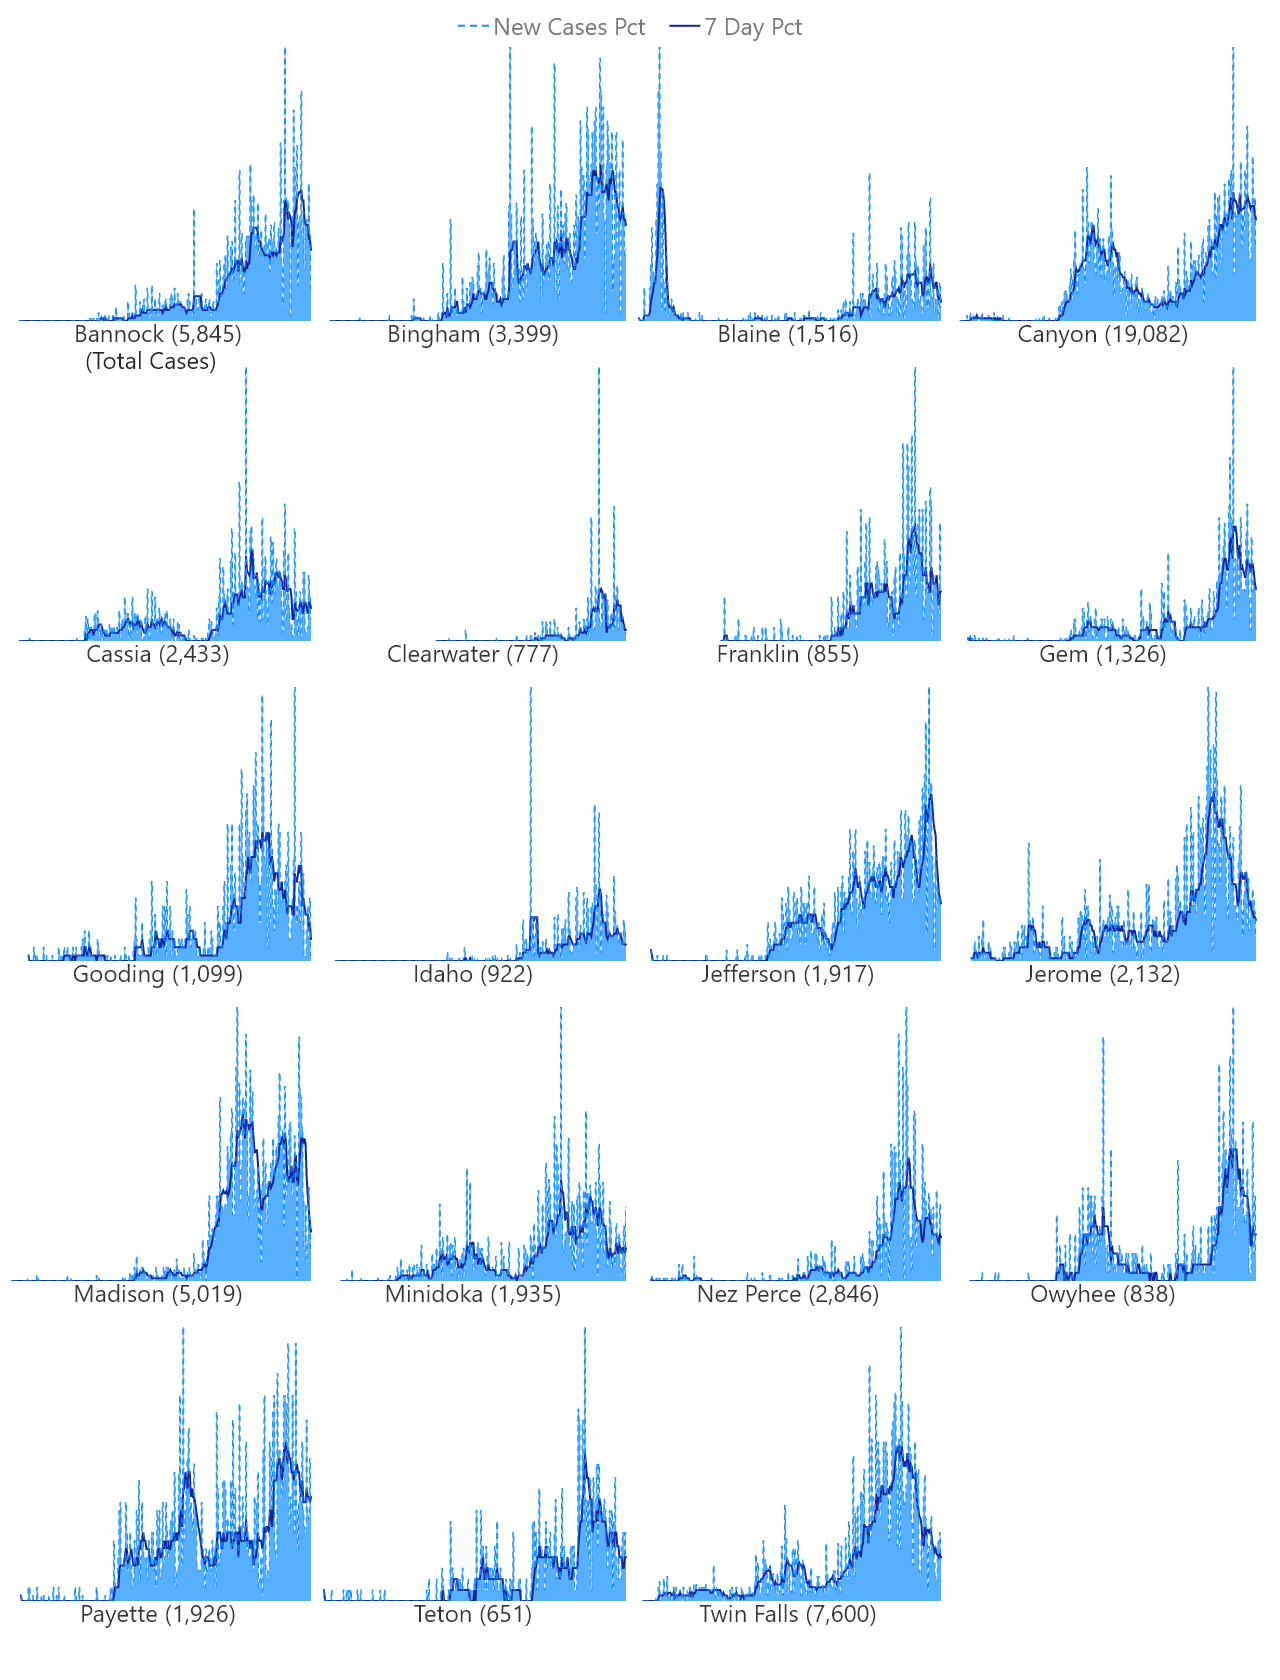 New Cases Pct 7 Day Pct
Bannock (5,845) Bingham (3,399) Blaine (1,516) Canyon (19,082)
(Total Cases)
Cassia (2,433) Clearwater (777) Franklin (855) Gem (1,326)
Gooding (1,099) Idaho (922) Jefferson (1,917) Jerome (2,132)
Madison (5,019) Minidoka (1,935) Nez Perce (2,846) Owyhee (838)
Payette (1,926) Teton (651) Twin Falls (7,600)